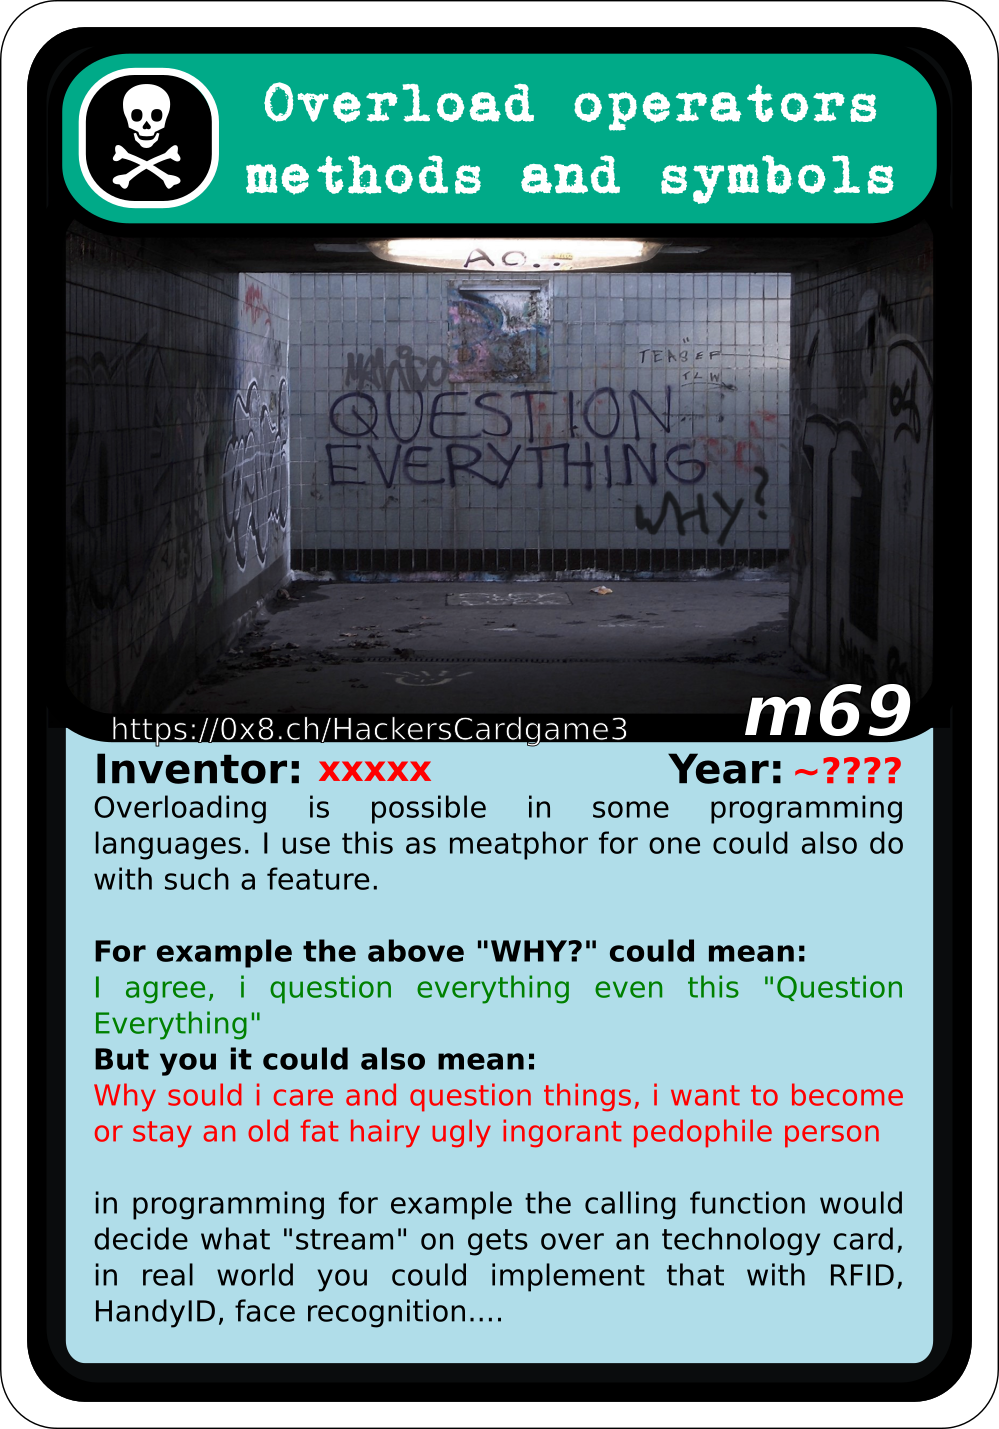 Overload operators
methods and symbols
AO..
QUESTION
EVERYTHING
TEABEF
TLW
WHY?
https://0x8.ch/HackersCardgame3
m69
Inventor: xxxxx Year: ~????
Overloading is possible in some programming
languages. I use this as meatphor for one could also do
with such a feature.
For example the above "WHY?" could mean:
I agree, i question everything even this "Question
Everything"
But you it could also mean:
Why sould i care and question things, i want to become
or stay an old fat hairy ugly ingorant pedophile person
in programming for example the calling function would
decide what "stream" on gets over an technology card,
in real world you could implement that with RFID,
HandyID, face recognition....